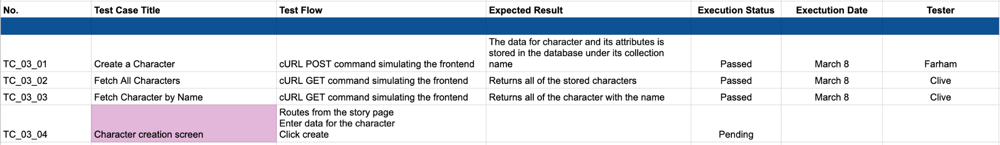 No. Test Case Title Test Flow Expected Result Execution Status Exectution Date Tester
The data for character and its attributes is
stored in the database under its collection
TC_03_01 Create a Character cURL POST command simulating the frontend name Passed March 8 Farham
TC_03_02 Fetch All Characters cURL GET command simulating the frontend Returns all of the stored characters Passed March 8 Clive
TC_03_03 Fetch Character by Name cURL GET command simulating the frontend Returns all of the character with the name Passed March 8 Clive
Routes from the story page
Enter data for the character
TC_03_04 Character creation screen Click create Pending